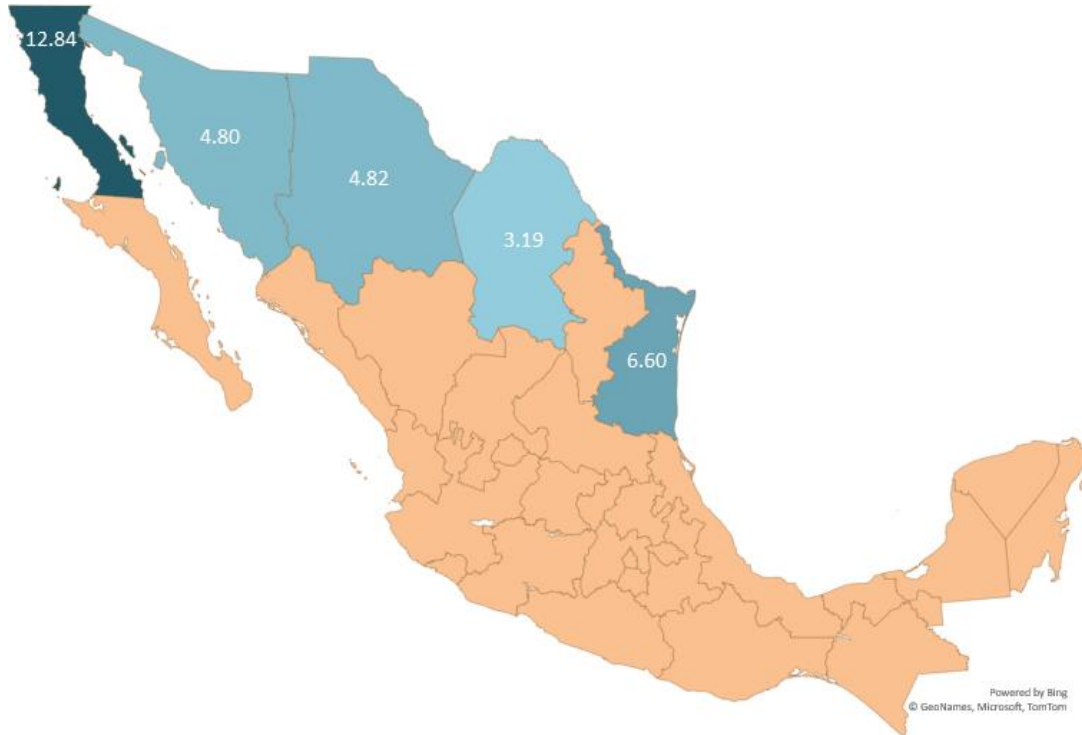 12.84
4.80
4.82
3.19
6.60
Powered by Bing
© GeoNames, Microsoft, TomTom